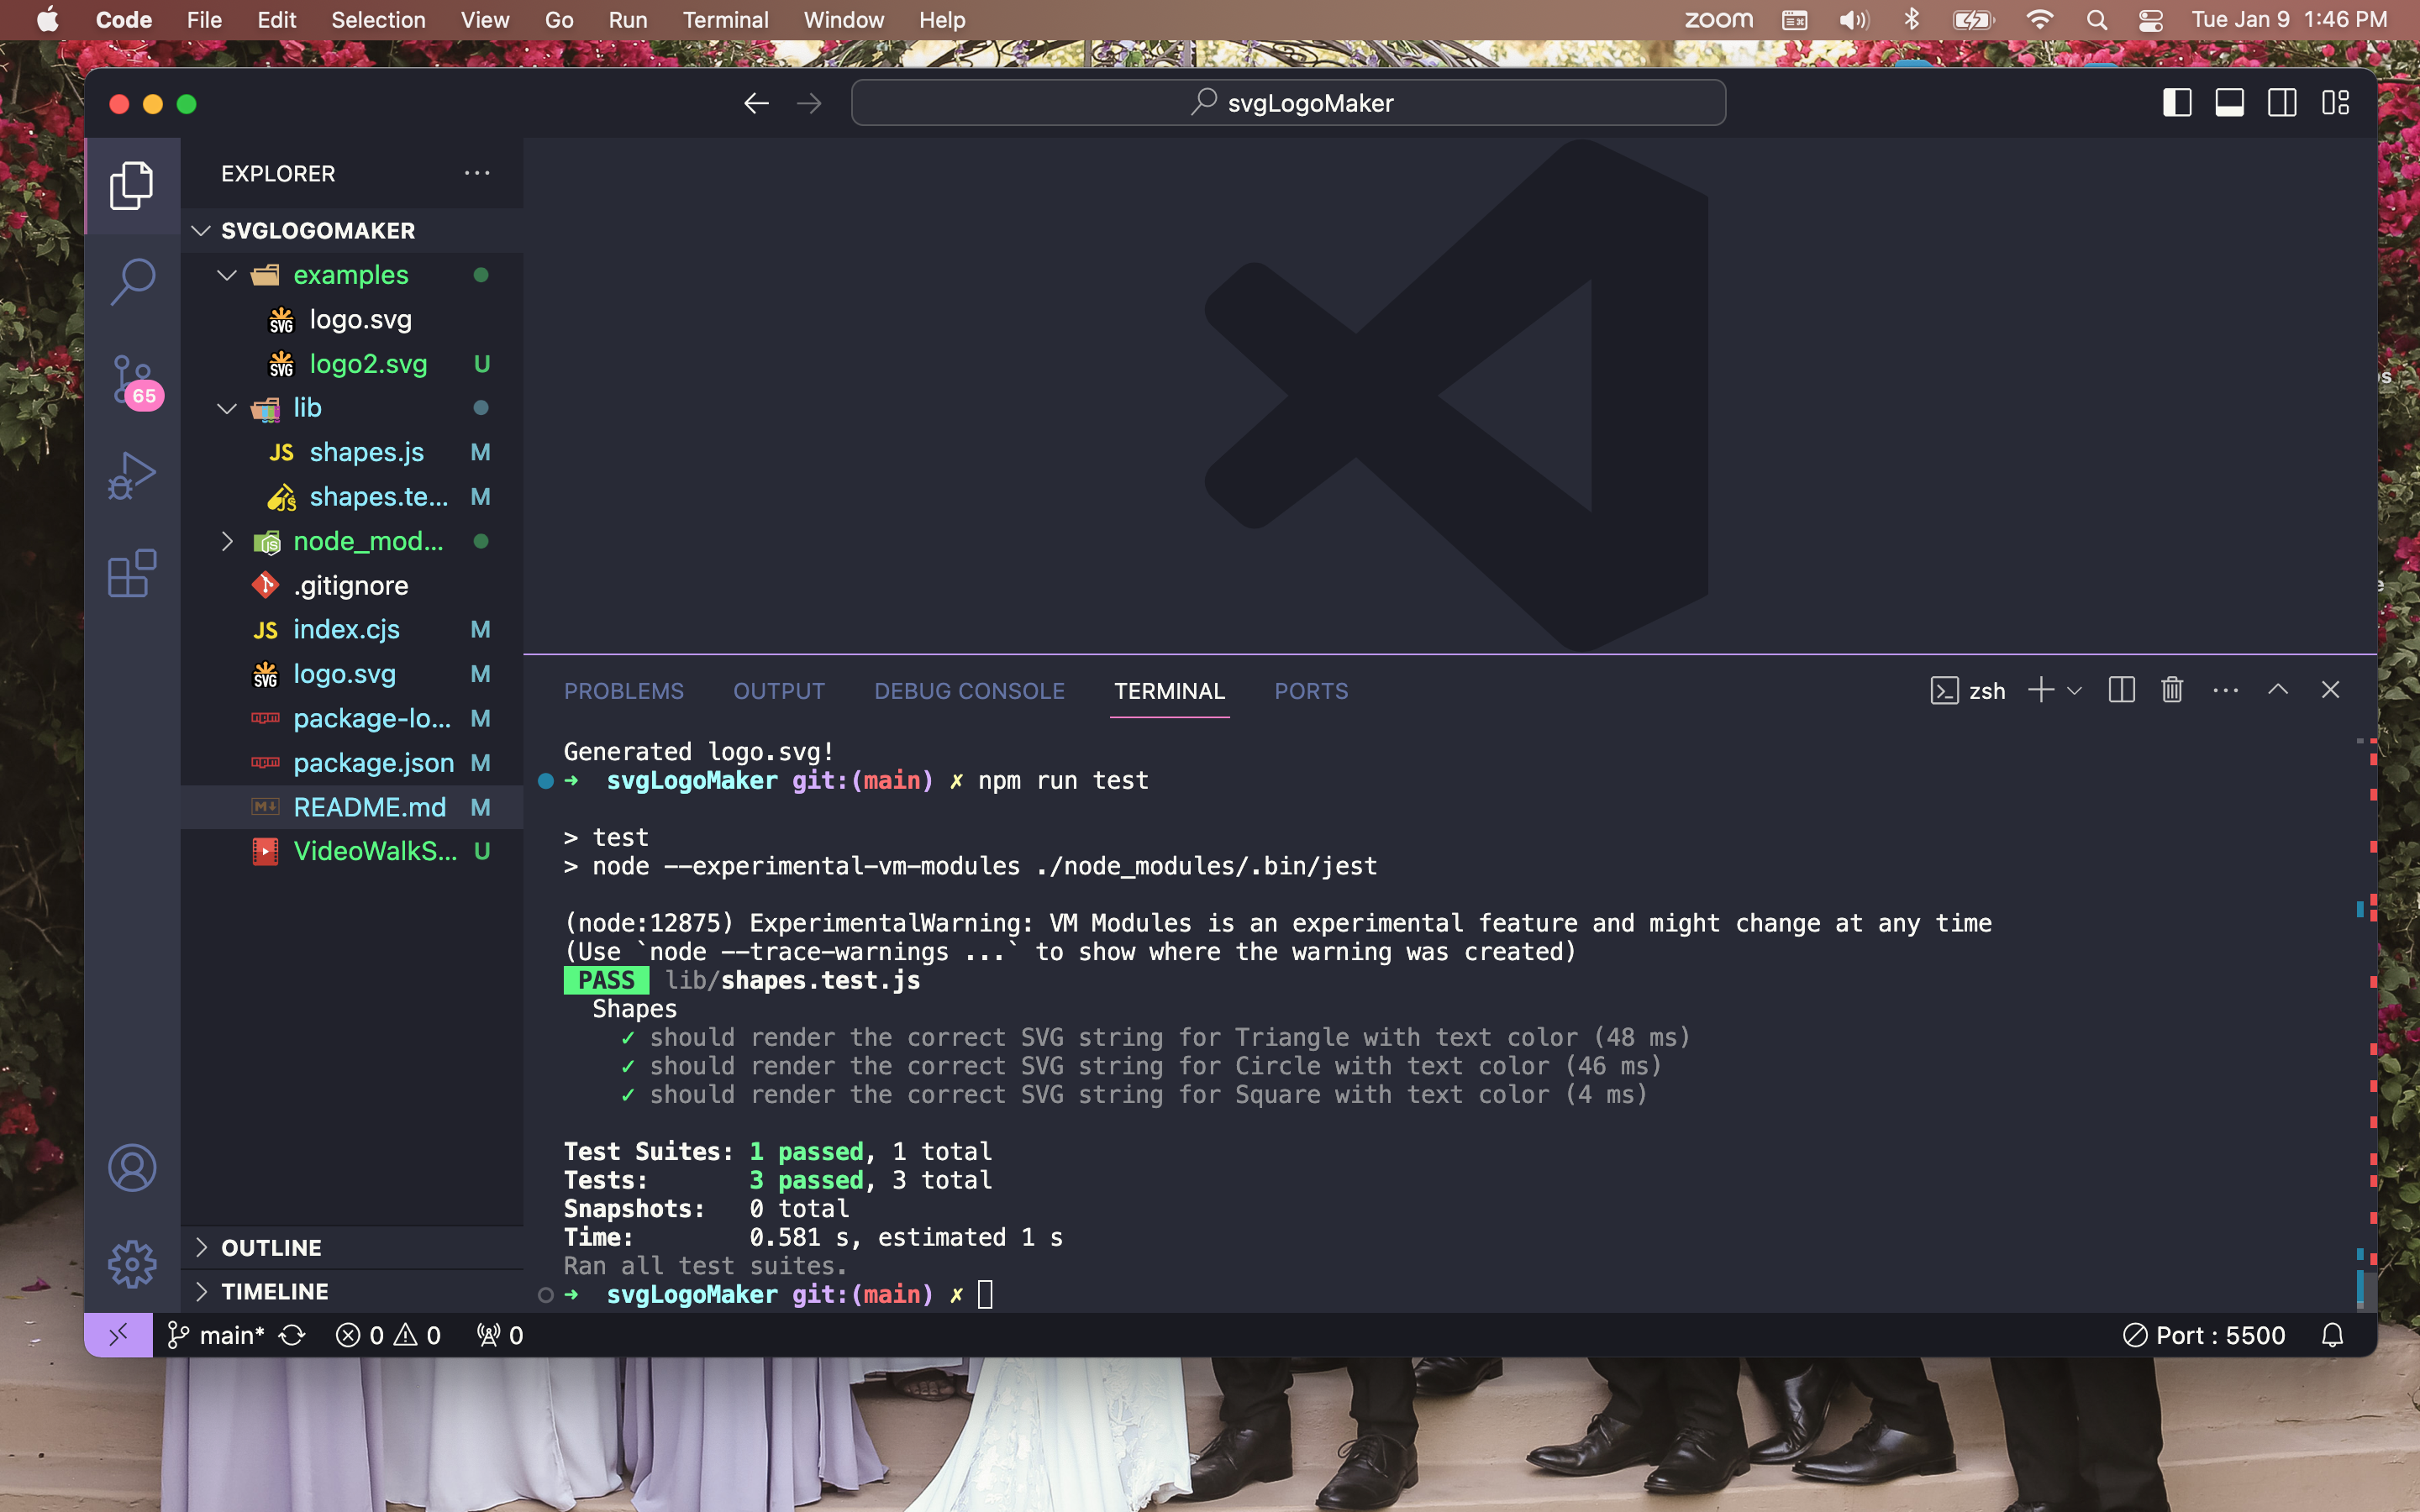 Code File Edit Selection View Go Run Terminal Window Help
zoom Tue Jan 9 1:46 PM
svgLogoMaker
EXPLORER
SVGLOGOMAKER
examples
SVG logo.svg
SVG logo2.svg U
65
lib
JS shapes.js M
JS shapes.te... M
JS node_mod...
.gitignore
JS index.cjs M
SVG logo.svg M
npm package-lo... M
npm package.json M
M README.md M
VideoWalkS... U
OUTLINE
TIMELINE
PROBLEMS OUTPUT DEBUG CONSOLE TERMINAL PORTS
zsh
Generated logo.svg!
➜ svgLogoMaker git:(main) ✗ npm run test
> test
> node --experimental-vm-modules ./node_modules/.bin/jest
(node:12875) ExperimentalWarning: VM Modules is an experimental feature and might change at any time
(Use `node --trace-warnings ...` to show where the warning was created)
PASS lib/shapes.test.js
Shapes
✓ should render the correct SVG string for Triangle with text color (48 ms)
✓ should render the correct SVG string for Circle with text color (46 ms)
✓ should render the correct SVG string for Square with text color (4 ms)
Test Suites: 1 passed, 1 total
Tests: 3 passed, 3 total
Snapshots: 0 total
Time: 0.581 s, estimated 1 s
Ran all test suites.
➜ svgLogoMaker git:(main) ✗
main* 0 0 0
Port : 5500